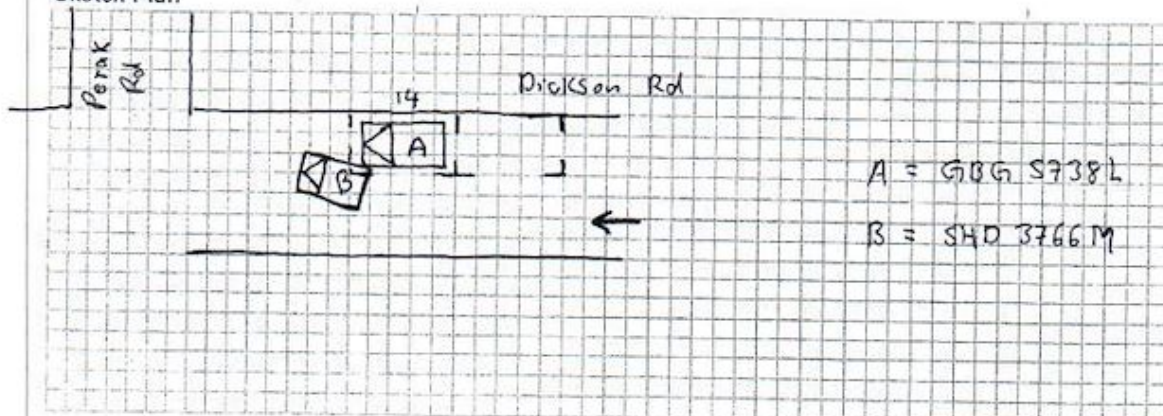 Perak
Rd
Dickson Rd
14
A
B
A = GBG 5738L
B = SHD 3766M